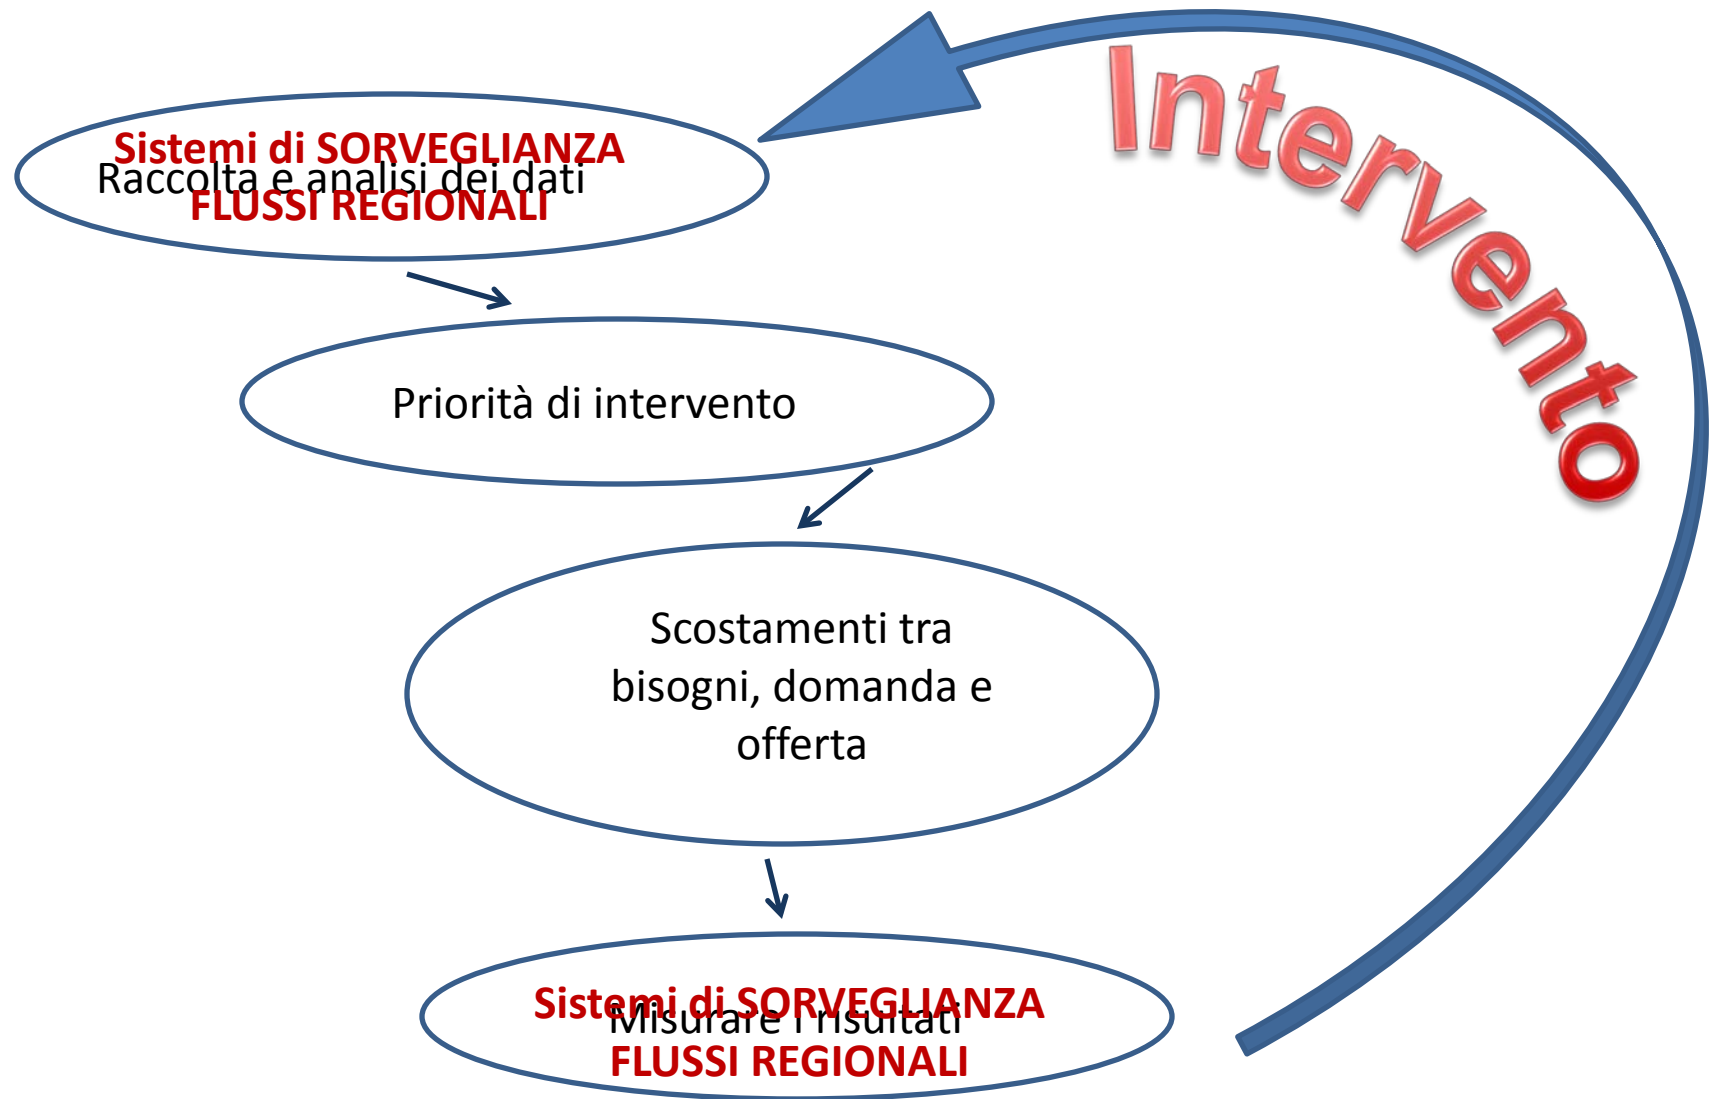 Sistemi di SORVEGLIANZA
Raccolta e analisi dei dati
FLUSSI REGIONALI
Intervento
Priorità di intervento
Scostamenti tra
bisogni, domanda e
offerta
Sistemi di SORVEGLIANZA
Misurare i risultati
FLUSSI REGIONALI